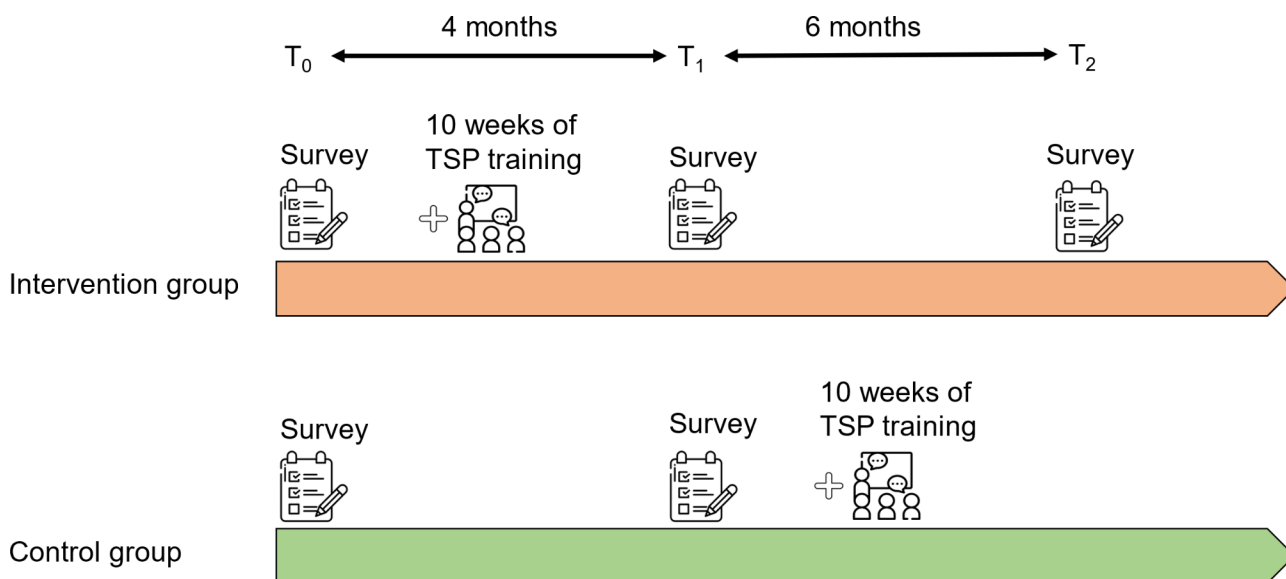 4 months
6 months
T₀
T₁
T₂
10 weeks of
TSP training
Survey
Survey
Survey
Intervention group
10 weeks of
TSP training
Survey
Survey
Control group